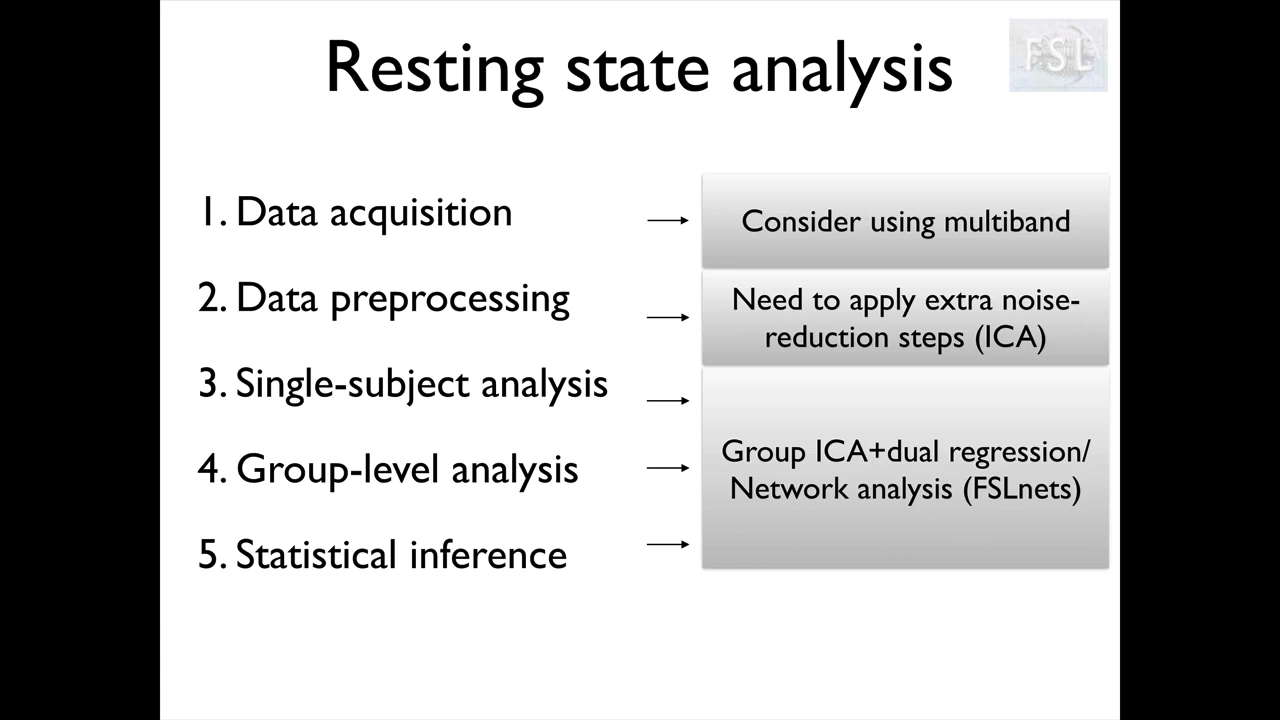 Resting state analysis
FSL
1. Data acquisition
2. Data preprocessing
3. Single-subject analysis
4. Group-level analysis
5. Statistical inference
Consider using multiband
Need to apply extra noise-
reduction steps (ICA)
Group ICA+dual regression/
Network analysis (FSLnets)